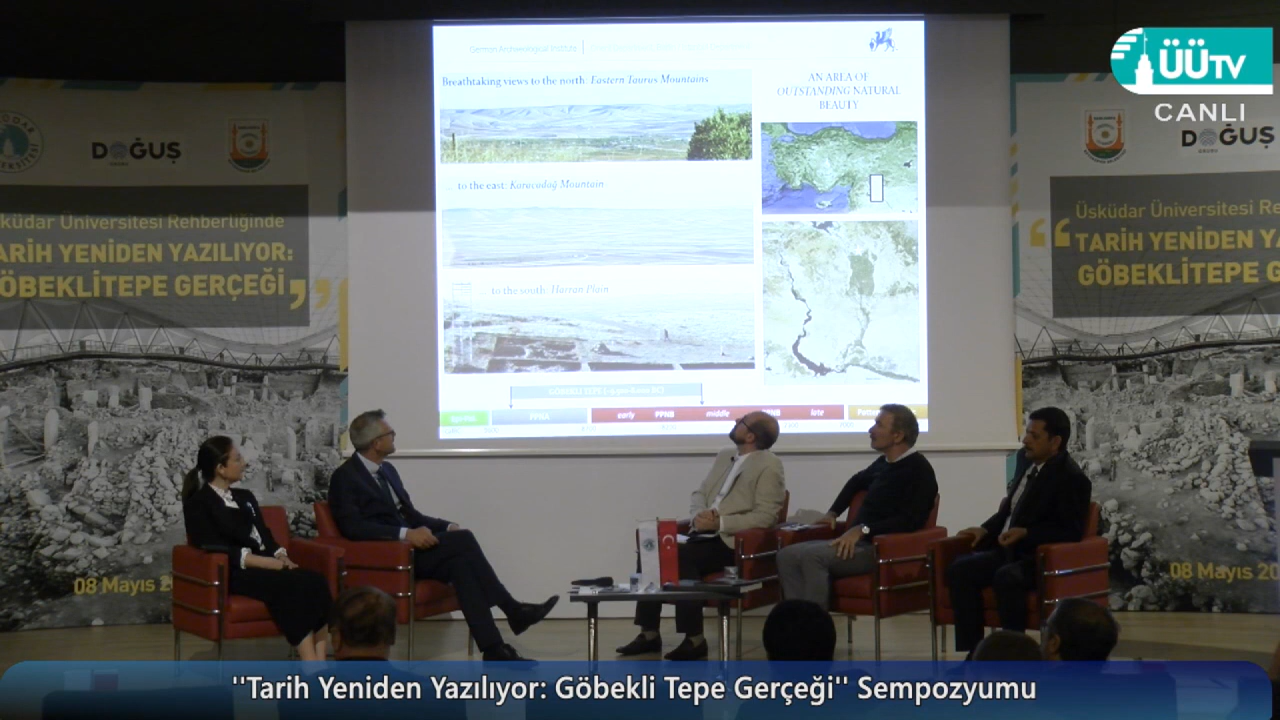 German Archaeological Institute
Breathtaking views to the north: Eastern Taurus Mountains
AN AREA OF
OUTSTANDING NATURAL
BEAUTY
... to the east: Karacadağ Mountain
... to the south: Harran Plain
PPNA
early PPNB middle PPNB late
ÜÜTV
CANLI
DOĞUŞ
DOĞUŞ
Üsküdar Üniversitesi Rehberliğinde
TARİH YENİDEN YAZILIYOR:
GÖBEKLİTEPE GERÇEĞİ
08 Mayıs 2
Üsküdar Üniversitesi Re
TARİH YENİDEN YA
GÖBEKLİTEPE G
08 Mayıs 20
''Tarih Yeniden Yazılıyor: Göbekli Tepe Gerçeği'' Sempozyumu